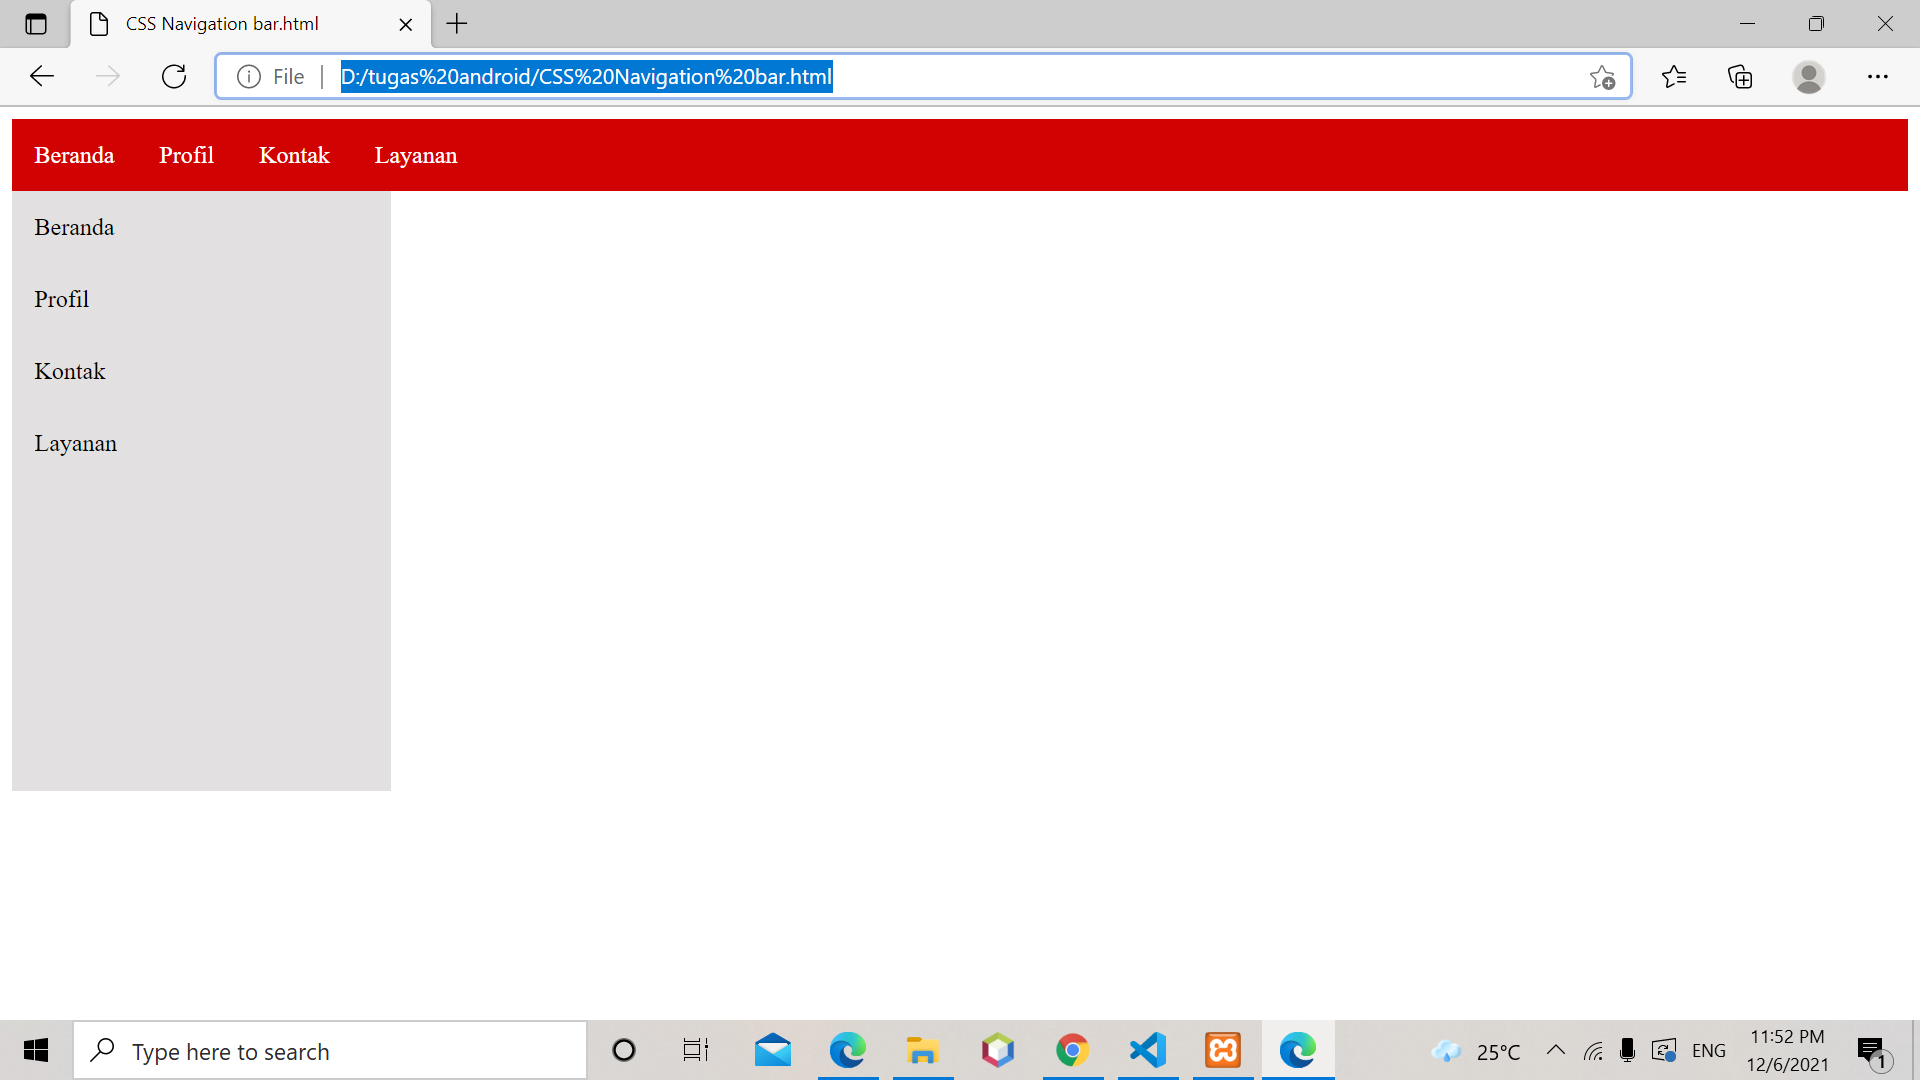 CSS Navigation bar.html
File D:/tugas%20android/CSS%20Navigation%20bar.html
Beranda Profil Kontak Layanan
Beranda
Profil
Kontak
Layanan
Type here to search
25°C
ENG
11:52 PM
12/6/2021
1